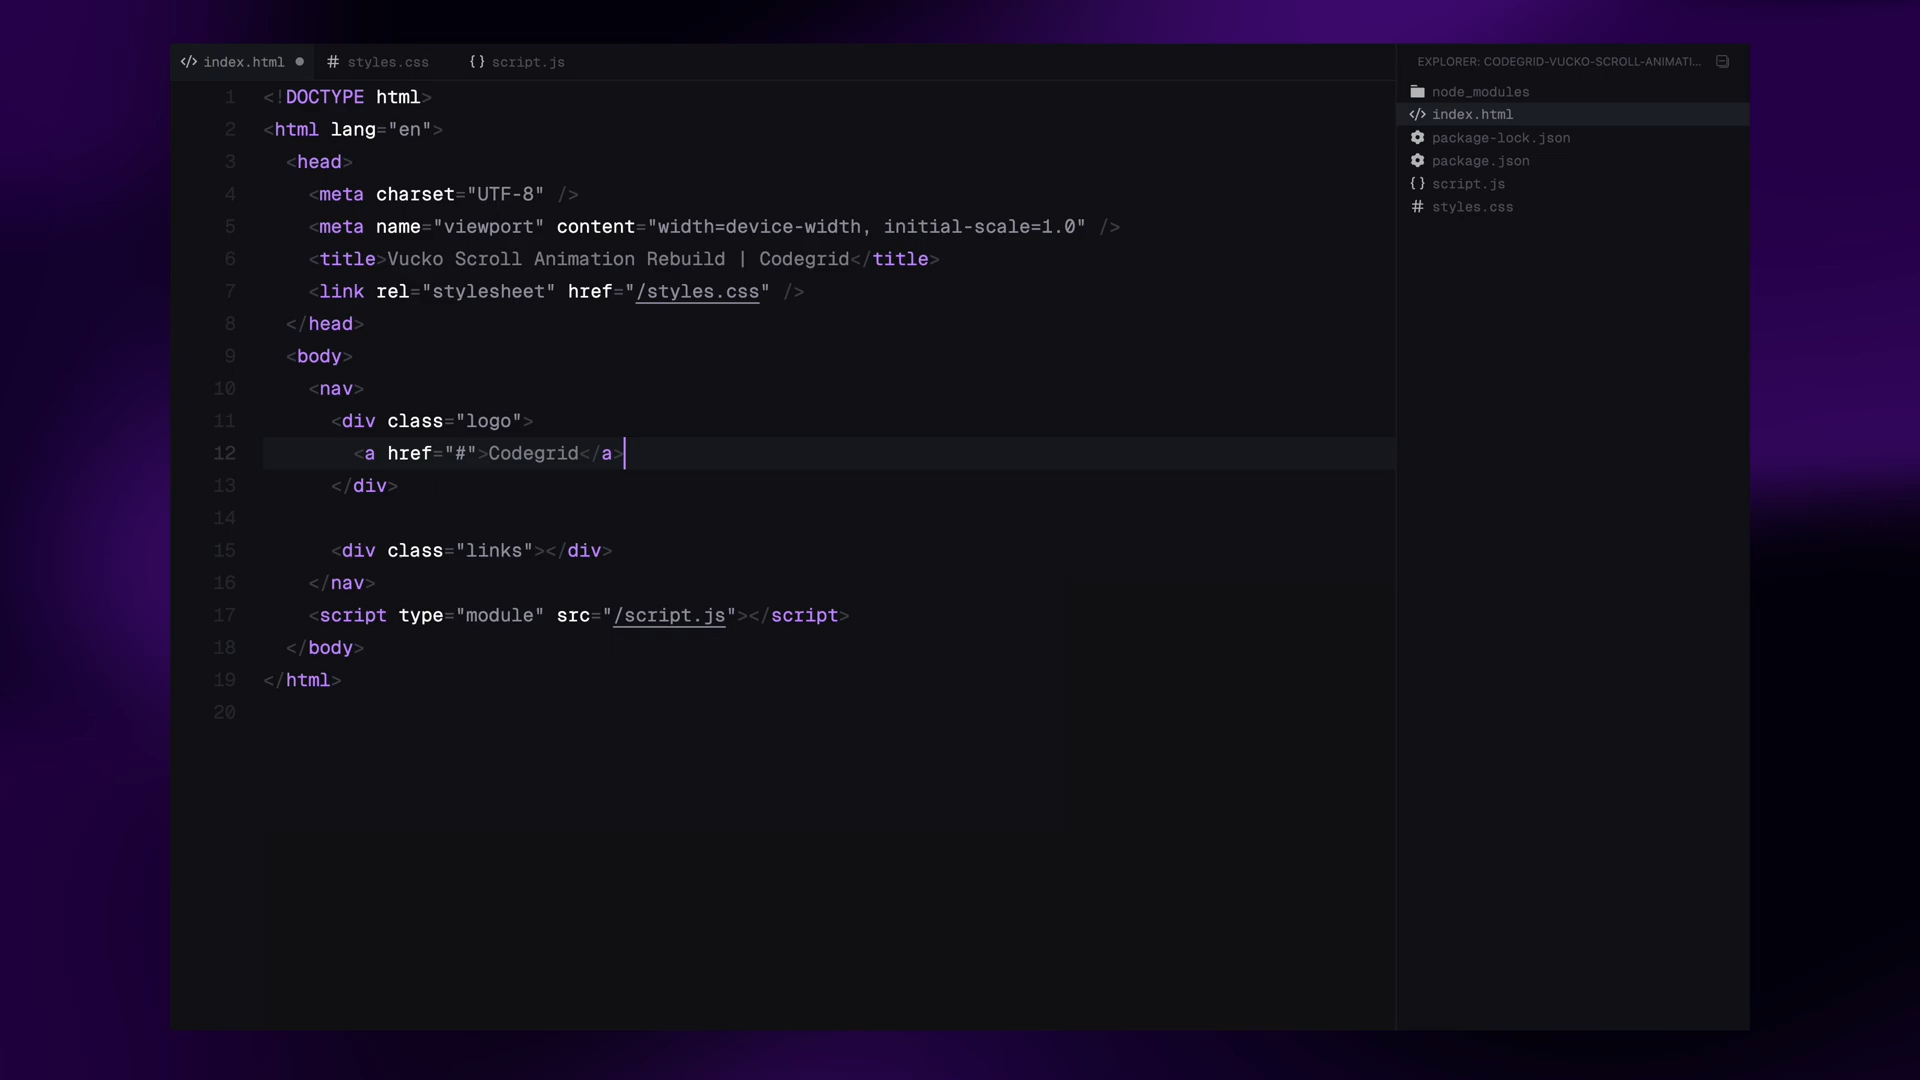 index.html
styles.css
script.js
EXPLORER: CODEGRID-VUCKO-SCROLL-ANIMATI...
node_modules
index.html
package-lock.json
package.json
script.js
styles.css
1 <!DOCTYPE html>
2 <html lang="en">
3 <head>
4 <meta charset="UTF-8" />
5 <meta name="viewport" content="width=device-width, initial-scale=1.0" />
6 <title>Vucko Scroll Animation Rebuild | Codegrid</title>
7 <link rel="stylesheet" href="/styles.css" />
8 </head>
9 <body>
10 <nav>
11 <div class="logo">
12 <a href="#">Codegrid</a>
13 </div>
14
15 <div class="links"></div>
16 </nav>
17 <script type="module" src="/script.js"></script>
18 </body>
19 </html>
20